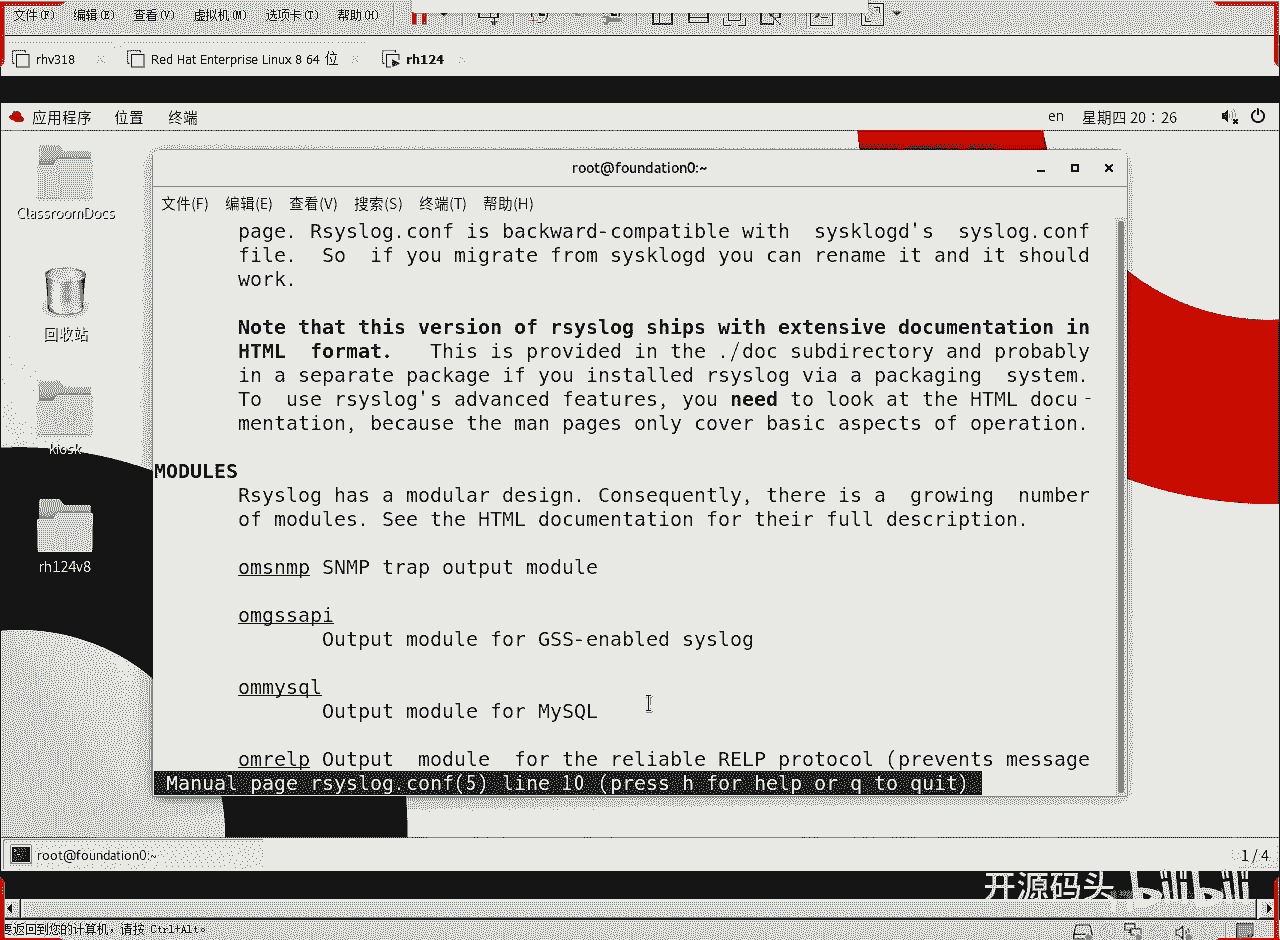 文件(F) 编辑(E) 查看(V) 虚拟机(M) 选项卡(T) 帮助(H)
rhv318 Red Hat Enterprise Linux 8 64 位 rh124
应用程序 位置 终端 en 星期四 20：26
ClassroomDocs
回收站
kiosk
rh124v8
root@foundation0:~
文件(F) 编辑(E) 查看(V) 搜索(S) 终端(T) 帮助(H)
page. Rsyslog.conf is backward-compatible with sysklogd's syslog.conf
file. So if you migrate from sysklogd you can rename it and it should
work.
Note that this version of rsyslog ships with extensive documentation in
HTML format. This is provided in the ./doc subdirectory and probably
in a separate package if you installed rsyslog via a packaging system.
To use rsyslog's advanced features, you need to look at the HTML docu-
mentation, because the man pages only cover basic aspects of operation.
MODULES
Rsyslog has a modular design. Consequently, there is a growing number
of modules. See the HTML documentation for their full description.
omsnmp SNMP trap output module
omgssapi
Output module for GSS-enabled syslog
ommysql
Output module for MySQL
omrelp Output module for the reliable RELP protocol (prevents message
Manual page rsyslog.conf(5) line 10 (press h for help or q to quit)
root@foundation0:~ 1 / 4
开源码头 bilibili
要返回到您的计算机，请按 Ctrl+Alt。